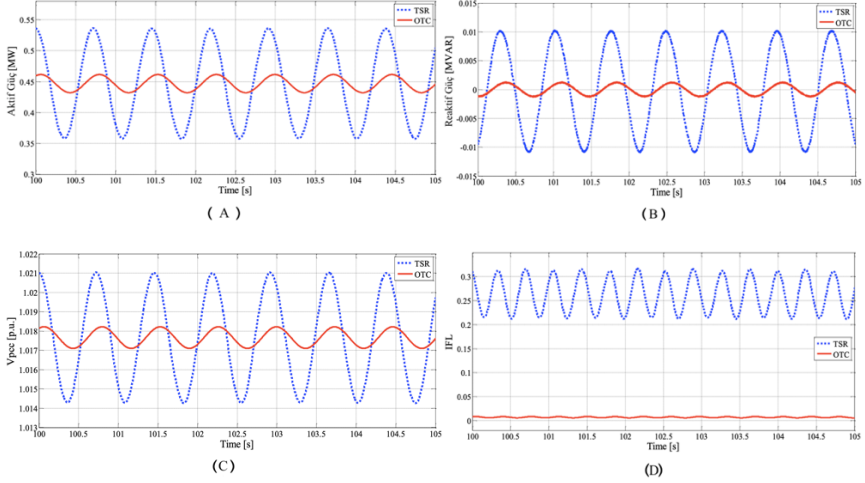 TSR
OTC
Aktif Güç [MW]
0.55
0.5
0.45
0.4
0.35
0.3
100 100.5 101 101.5 102 102.5 103 103.5 104 104.5 105
Time [s]
( A )
TSR
OTC
Reaktif Güç [MVAR]
0.015
0.01
0.005
0
-0.005
-0.01
-0.015
100 100.5 101 101.5 102 102.5 103 103.5 104 104.5 105
Time [s]
(B)
TSR
OTC
Vpcc [p.u.]
1.022
1.021
1.02
1.019
1.018
1.017
1.016
1.015
1.014
1.013
100 100.5 101 101.5 102 102.5 103 103.5 104 104.5 105
Time [s]
(C)
TSR
OTC
IFL
0.3
0.2
0.1
0
100 100.5 101 101.5 102 102.5 103 103.5 104 104.5 105
Time [s]
(D)